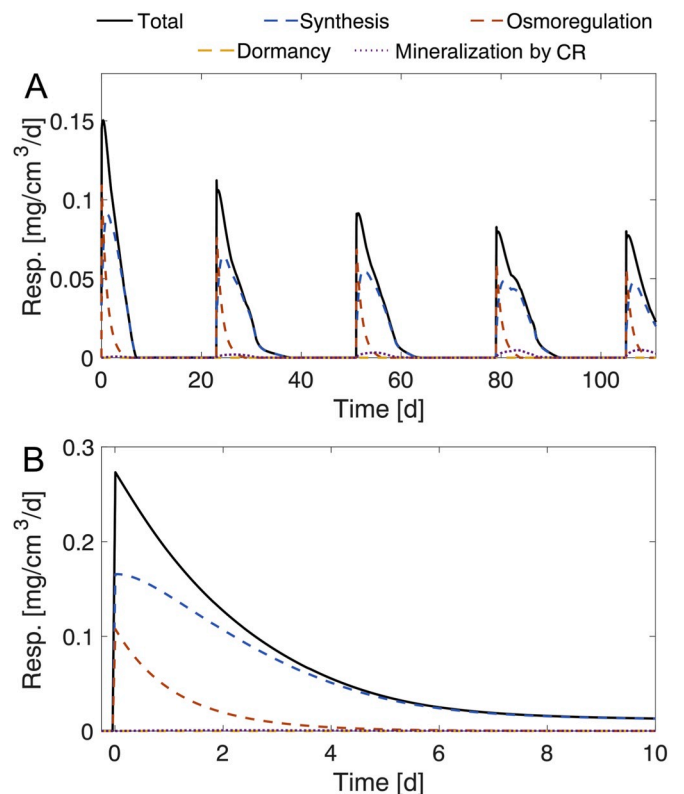 Total Synthesis Osmoregulation
Dormancy Mineralization by CR
A
0.15
0.1
0.05
0
Resp. [mg/cm³/d]
0 20 40 60 80 100
Time [d]
B
0.3
0.2
0.1
0
Resp. [mg/cm³/d]
0 2 4 6 8 10
Time [d]